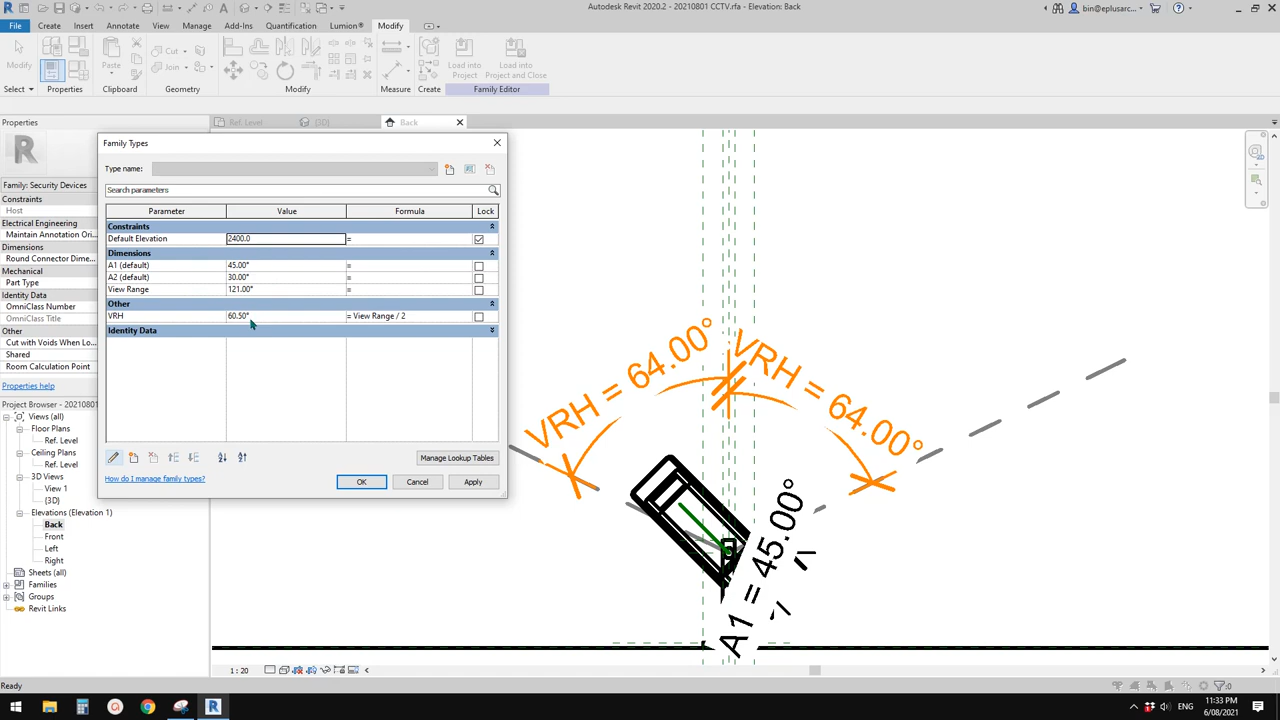 Autodesk Revit 2020.2 - 20210801 CCTV.rfa - Elevation: Back
bin@eplusarc...
File Create Insert Annotate View Manage Add-Ins Quantification Lumion® Modify
Modify
Paste
Cut
Join
Load into Project
Load into Project and Close
Select Properties Clipboard Geometry Modify Measure Create Family Editor
Properties
Ref. Level
{3D}
Back
Family: Security Devices
Constraints
Host
Electrical Engineering
Maintain Annotation Ori...
Dimensions
Round Connector Dime...
Mechanical
Part Type
Identity Data
OmniClass Number
OmniClass Title
Other
Cut with Voids When Lo...
Shared
Room Calculation Point
Properties help
Project Browser - 20210801
Views (all)
Floor Plans
Ref. Level
Ceiling Plans
Ref. Level
3D Views
View 1
{3D}
Elevations (Elevation 1)
Back
Front
Left
Right
Sheets (all)
Families
Groups
Revit Links
Family Types
Type name:
Search parameters
Parameter Value Formula Lock
Constraints
Default Elevation 2400.0 =
Dimensions
A1 (default) 45.00° =
A2 (default) 30.00° =
View Range 121.00° =
Other
VRH 60.50° = View Range / 2
Identity Data
Manage Lookup Tables
How do I manage family types?
OK Cancel Apply
VRH = 64.00°
VRH = 64.00°
A1 = 45.00°
1 : 20
Ready
:0
ENG
11:33 PM
6/08/2021